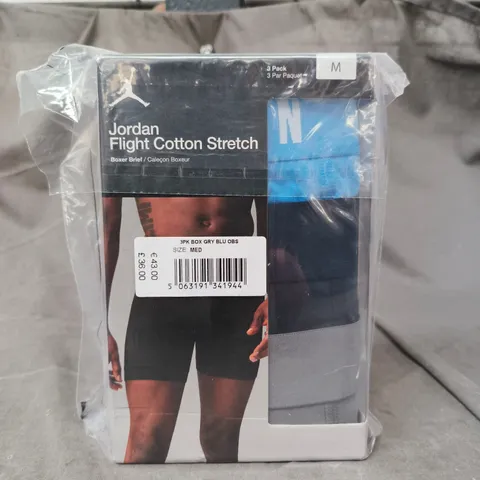 3 Pack
3 Par Paquet
M
Jordan
Flight Cotton Stretch
Boxer Brief / Caleçon Boxeur
N
3PK BOX GRY BLU OBS
SIZE: MED
€ 43.00
£36.00
5 063191 341944